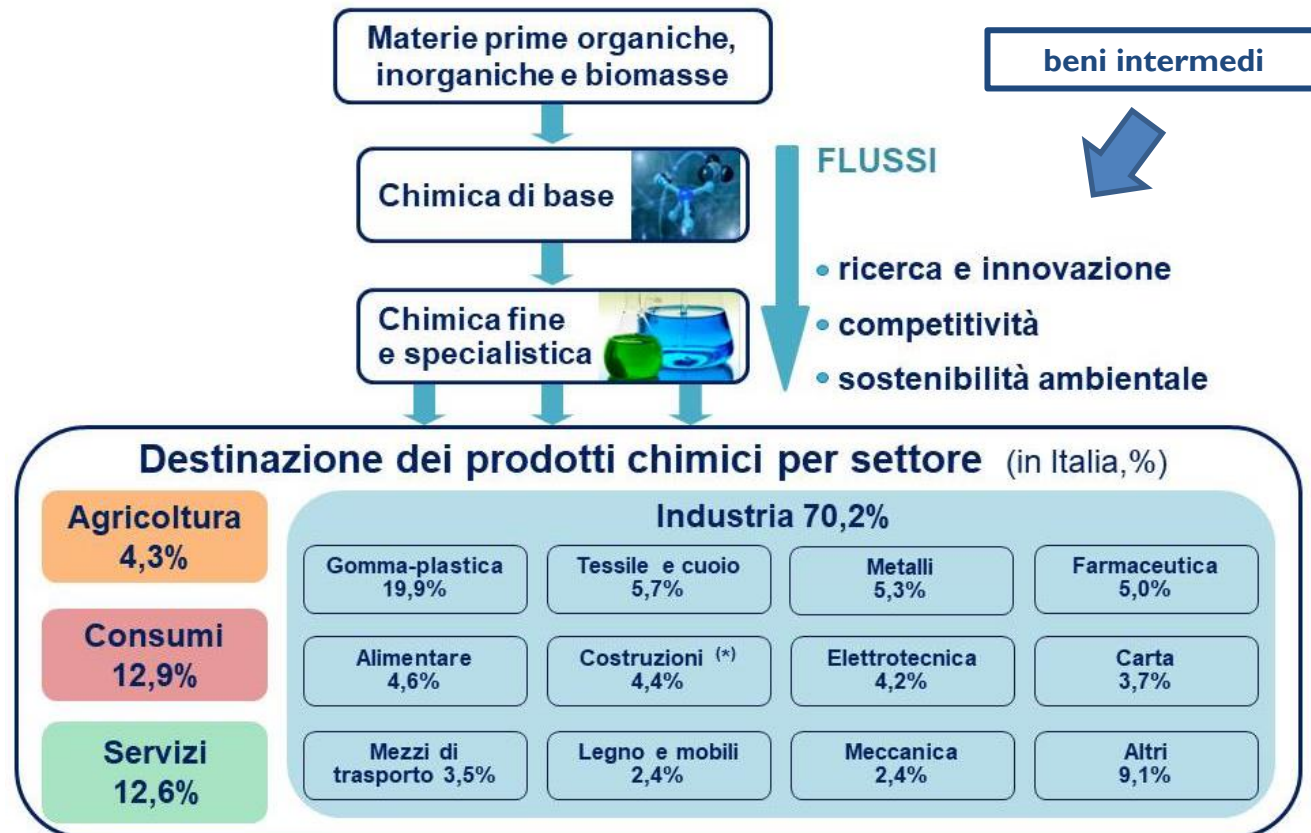 Materie prime organiche,
inorganiche e biomasse
beni intermedi
Chimica di base
FLUSSI
• ricerca e innovazione
Chimica fine
e specialistica
• competitività
• sostenibilità ambientale
Destinazione dei prodotti chimici per settore (in Italia,%)
Agricoltura
4,3%
Consumi
12,9%
Servizi
12,6%
Industria 70,2%
Gomma-plastica
19,9%
Tessile e cuoio
5,7%
Metalli
5,3%
Farmaceutica
5,0%
Alimentare
4,6%
Costruzioni (*)
4,4%
Elettrotecnica
4,2%
Carta
3,7%
Mezzi di
trasporto 3,5%
Legno e mobili
2,4%
Meccanica
2,4%
Altri
9,1%